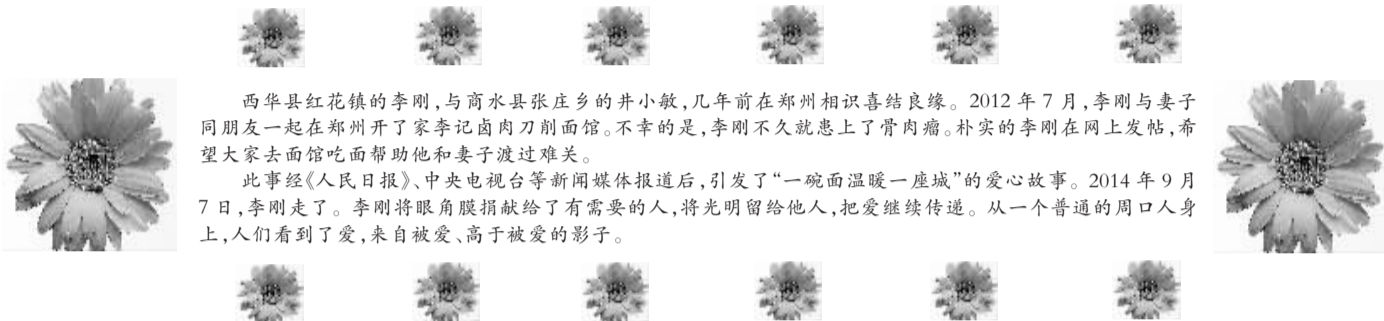 西华县红花镇的李刚,与商水县张庄乡的井小敏,几年前在郑州相识喜结良缘。2012年7月,李刚与妻子
同朋友一起在郑州开了家李记卤肉刀削面馆。不幸的是,李刚不久就患上了骨肉瘤。朴实的李刚在网上发帖,希
望大家去面馆吃面帮助他和妻子渡过难关。
此事经《人民日报》、中央电视台等新闻媒体报道后,引发了“一碗面温暖一座城”的爱心故事。2014年9月
7日,李刚走了。李刚将眼角膜捐献给了有需要的人,将光明留给他人,把爱继续传递。从一个普通的周口人身
上,人们看到了爱,来自被爱、高于被爱的影子。